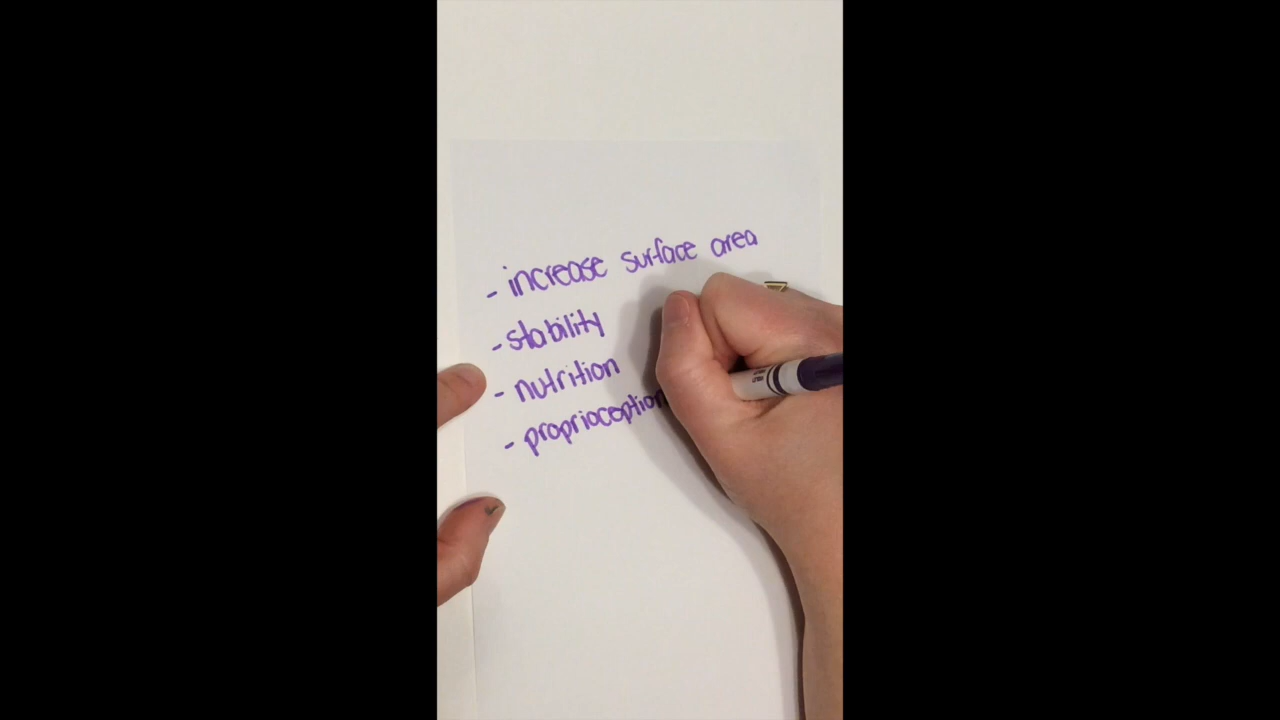 - increase surface area
- stability
- nutrition
- proprioception